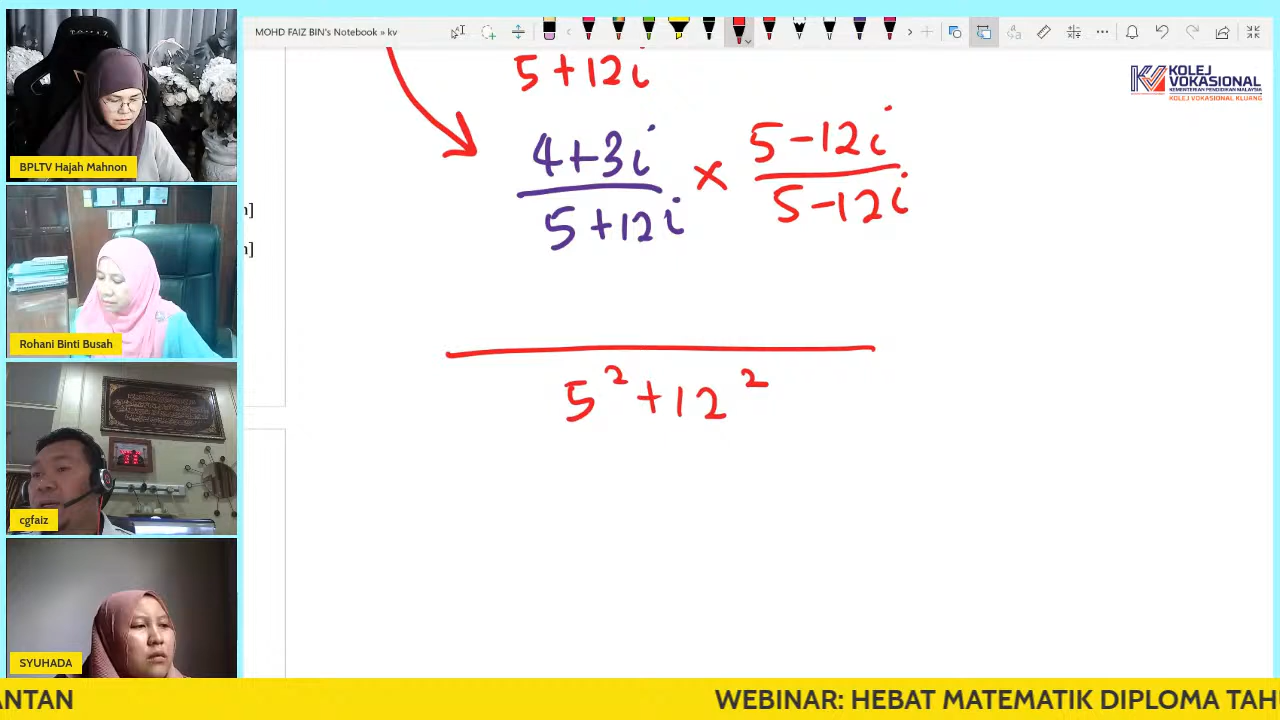 MOHD FAIZ BIN's Notebook » kv
KOLEJ
VOKASIONAL
KEMENTERIAN PENDIDIKAN MALAYSIA
KOLEJ VOKASIONAL KLUANG
5+12i
4+3i
5+12i
×
5-12i
5-12i
5² + 12²
BPLTV Hajah Mahnon
Rohani Binti Busah
cgfaiz
SYUHADA
ANTAN
WEBINAR: HEBAT MATEMATIK DIPLOMA TAH